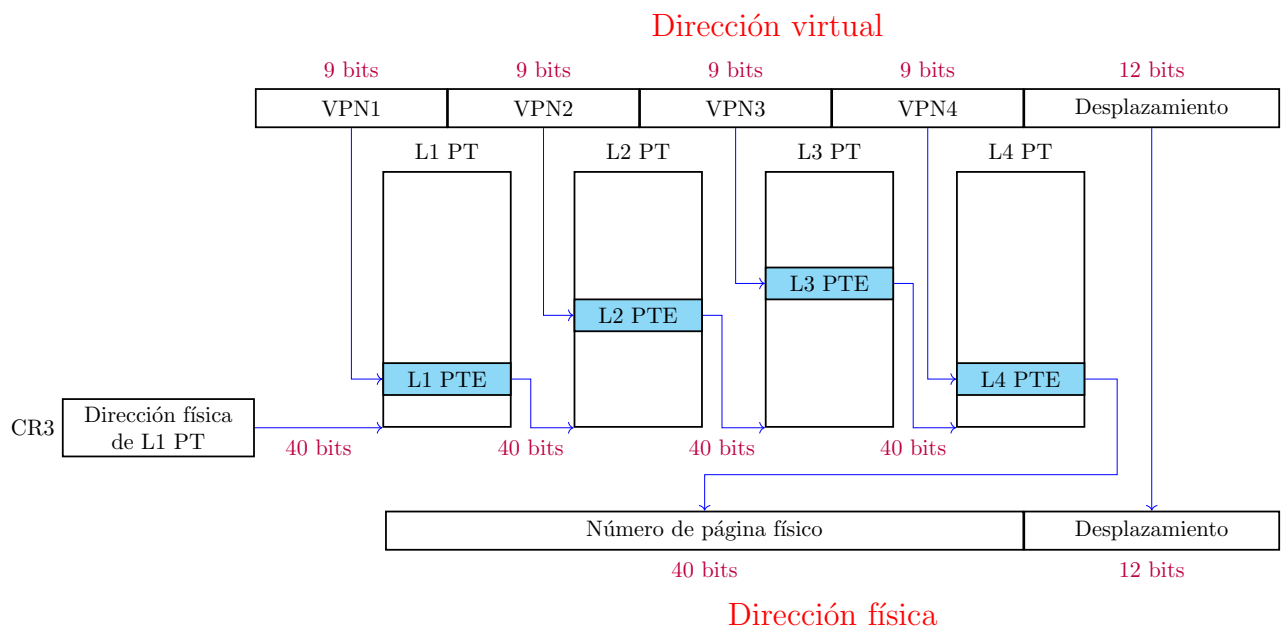 Dirección virtual
9 bits 9 bits 9 bits 9 bits 12 bits
VPN1 VPN2 VPN3 VPN4 Desplazamiento
L1 PT L2 PT L3 PT L4 PT
L3 PTE
L2 PTE
L1 PTE L4 PTE
CR3 Dirección física
de L1 PT
40 bits 40 bits 40 bits 40 bits
Número de página físico Desplazamiento
40 bits 12 bits
Dirección física